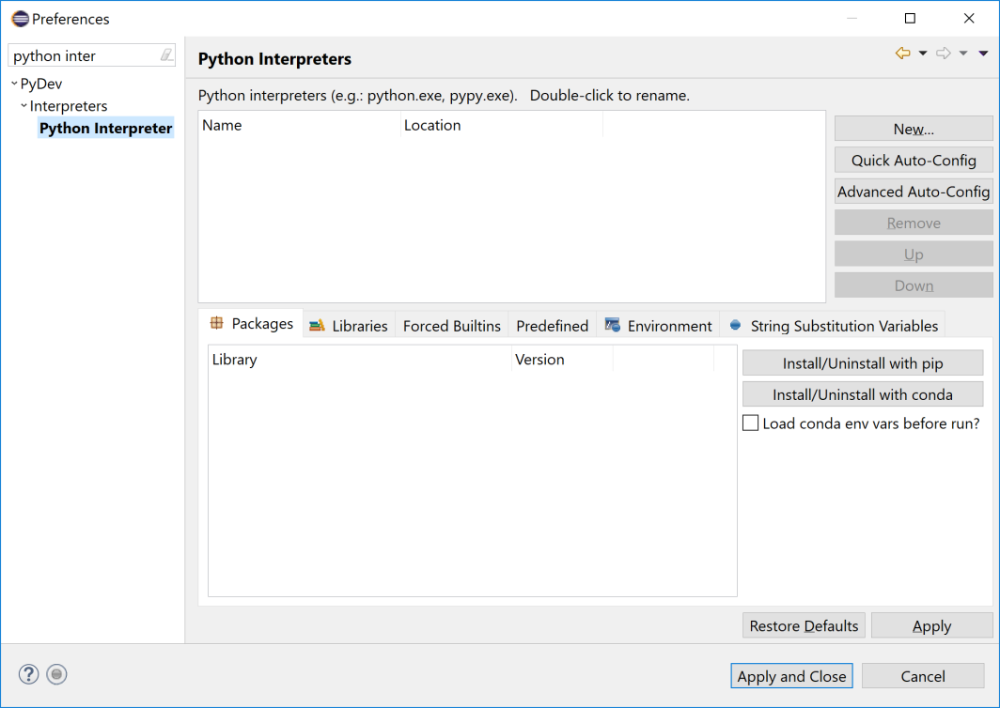 Preferences
python inter
PyDev
Interpreters
Python Interpreter
Python Interpreters
Python interpreters (e.g.: python.exe, pypy.exe). Double-click to rename.
Name Location
New...
Quick Auto-Config
Advanced Auto-Config
Remove
Up
Down
Packages Libraries Forced Builtins Predefined Environment String Substitution Variables
Library Version
Install/Uninstall with pip
Install/Uninstall with conda
Load conda env vars before run?
Restore Defaults Apply
? Apply and Close Cancel